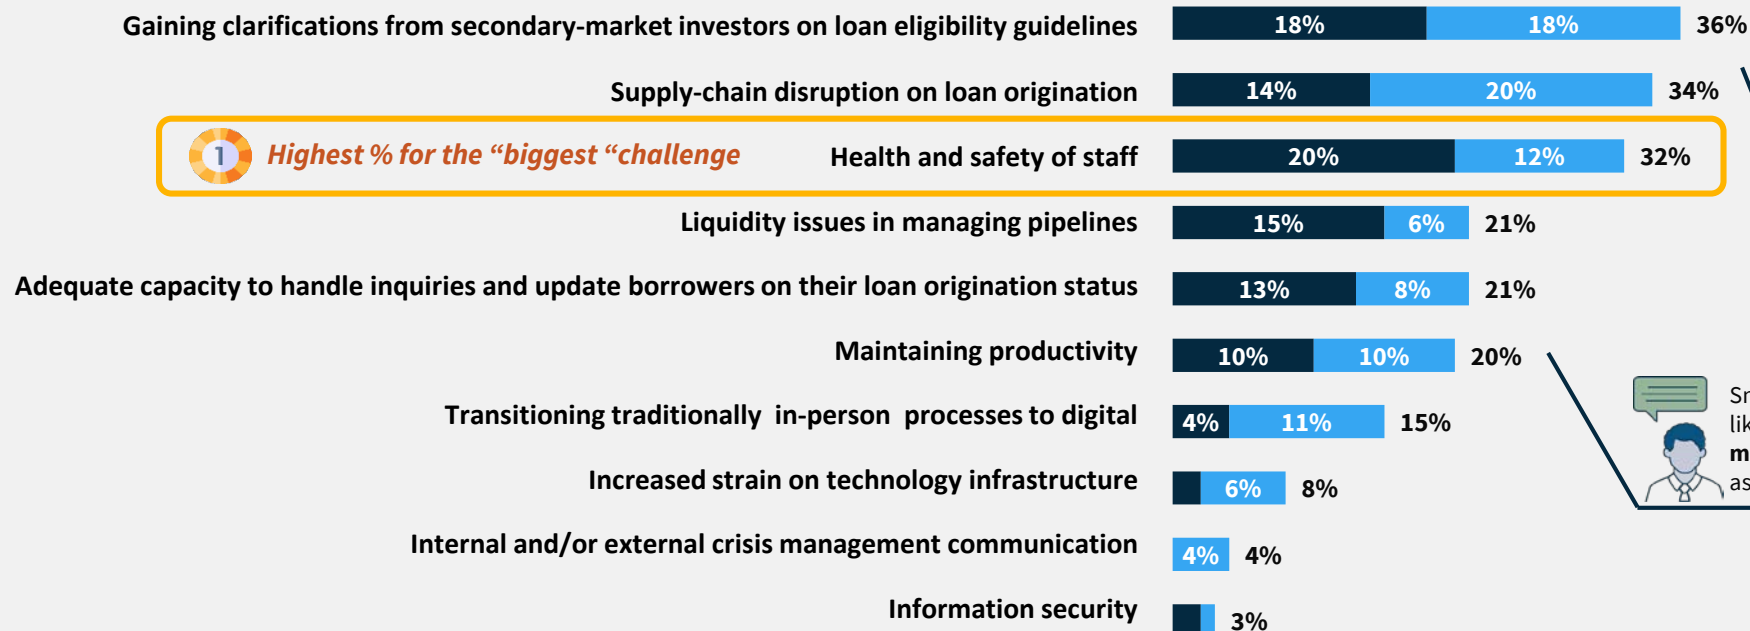 Gaining clarifications from secondary-market investors on loan eligibility guidelines 18% 18% 36%
Supply-chain disruption on loan origination 14% 20% 34%
1 Highest % for the “biggest “challenge Health and safety of staff 20% 12% 32%
Liquidity issues in managing pipelines 15% 6% 21%
Adequate capacity to handle inquiries and update borrowers on their loan origination status 13% 8% 21%
Maintaining productivity 10% 10% 20%
Transitioning traditionally in-person processes to digital 4% 11% 15%
Increased strain on technology infrastructure 6% 8%
Internal and/or external crisis management communication 4% 4%
Information security 3%
as